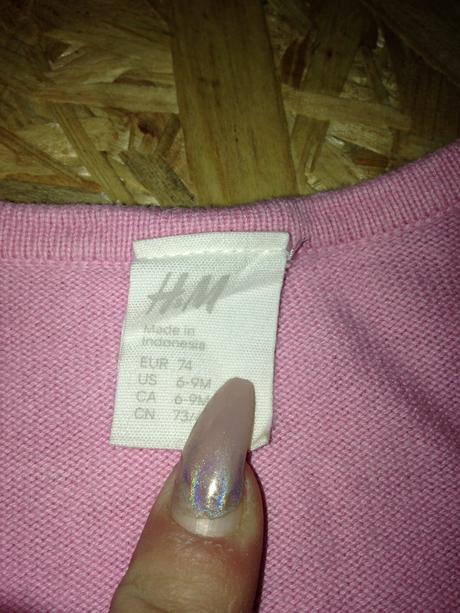 H&M
Made in
Indonesia
EUR 74
US 6-9M
CA 6-9M
CN 73/